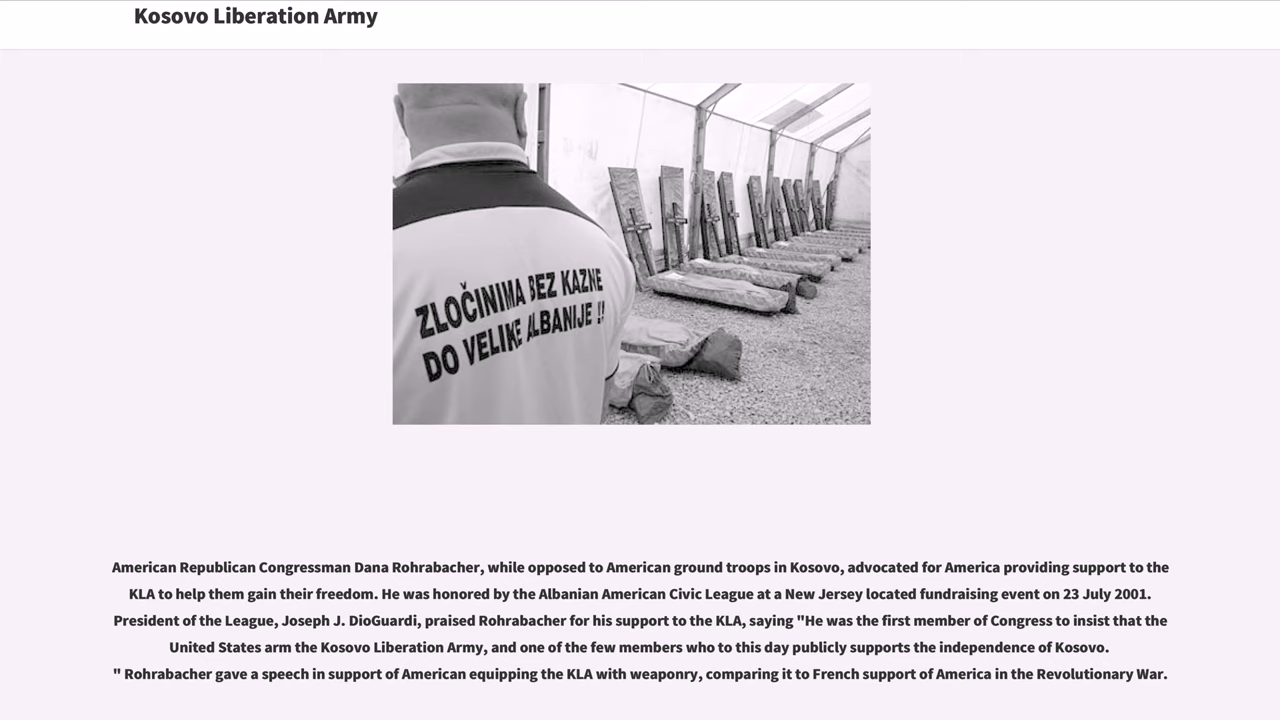 Kosovo Liberation Army
ZLOČINIMA BEZ KAZNE
DO VELIKE ALBANIJE !!
American Republican Congressman Dana Rohrabacher, while opposed to American ground troops in Kosovo, advocated for America providing support to the
KLA to help them gain their freedom. He was honored by the Albanian American Civic League at a New Jersey located fundraising event on 23 July 2001.
President of the League, Joseph J. DioGuardi, praised Rohrabacher for his support to the KLA, saying "He was the first member of Congress to insist that the
United States arm the Kosovo Liberation Army, and one of the few members who to this day publicly supports the independence of Kosovo.
" Rohrabacher gave a speech in support of American equipping the KLA with weaponry, comparing it to French support of America in the Revolutionary War.